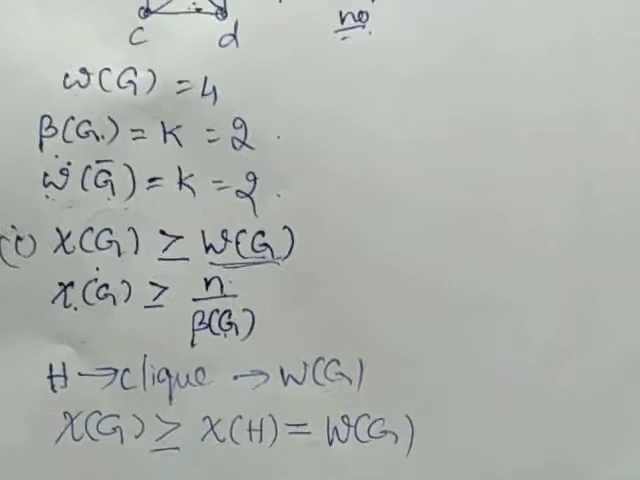 c d no
ω(G) = 4
β(G) = K = 2
ω(G̅) = K = 2
(i) χ(G) ≥ ω(G)
χ(G) ≥ n/β(G)
H → clique → ω(G)
χ(G) ≥ χ(H) = ω(G)